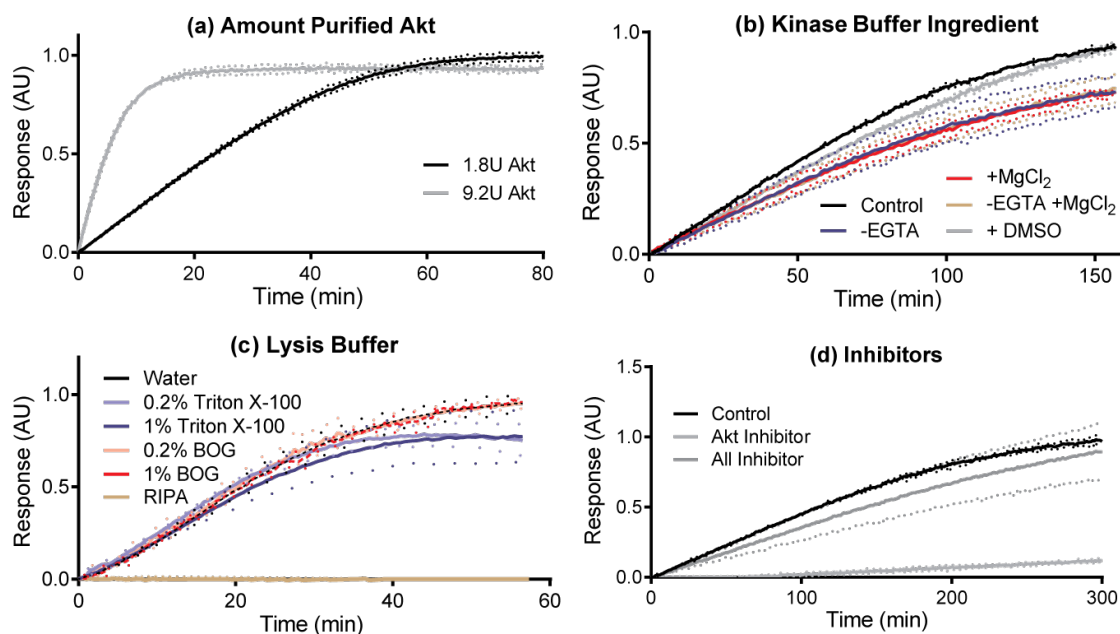 (a) Amount Purified Akt
Response (AU)
1.0
0.5
0.0
1.8U Akt
9.2U Akt
0 20 40 60 80
Time (min)
(b) Kinase Buffer Ingredient
Response (AU)
1.0
0.5
0.0
Control
-EGTA
+MgCl₂
-EGTA +MgCl₂
+ DMSO
0 50 100 150
Time (min)
(c) Lysis Buffer
Response (AU)
1.0
0.5
0.0
Water
0.2% Triton X-100
1% Triton X-100
0.2% BOG
1% BOG
RIPA
0 20 40 60
Time (min)
(d) Inhibitors
Response (AU)
1.5
1.0
0.5
0.0
Control
Akt Inhibitor
All Inhibitor
0 100 200 300
Time (min)